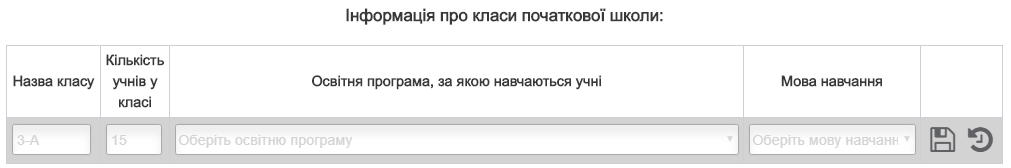 Інформація про класи початкової школи:
Назва класу
Кількість
учнів у
класі
Освітня програма, за якою навчаються учні
Мова навчання
3-А
15
Оберіть освітню програму
Оберіть мову навчанн